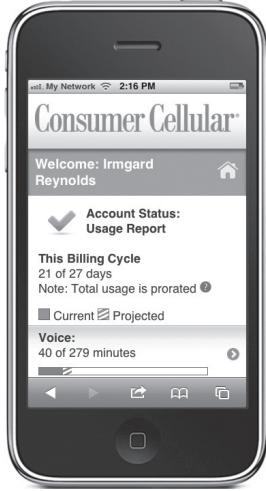 My Network 2:16 PM
Consumer Cellular®
Welcome: Irmgard
Reynolds
Account Status:
Usage Report
This Billing Cycle
21 of 27 days
Note: Total usage is prorated ?
Current Projected
Voice:
40 of 279 minutes